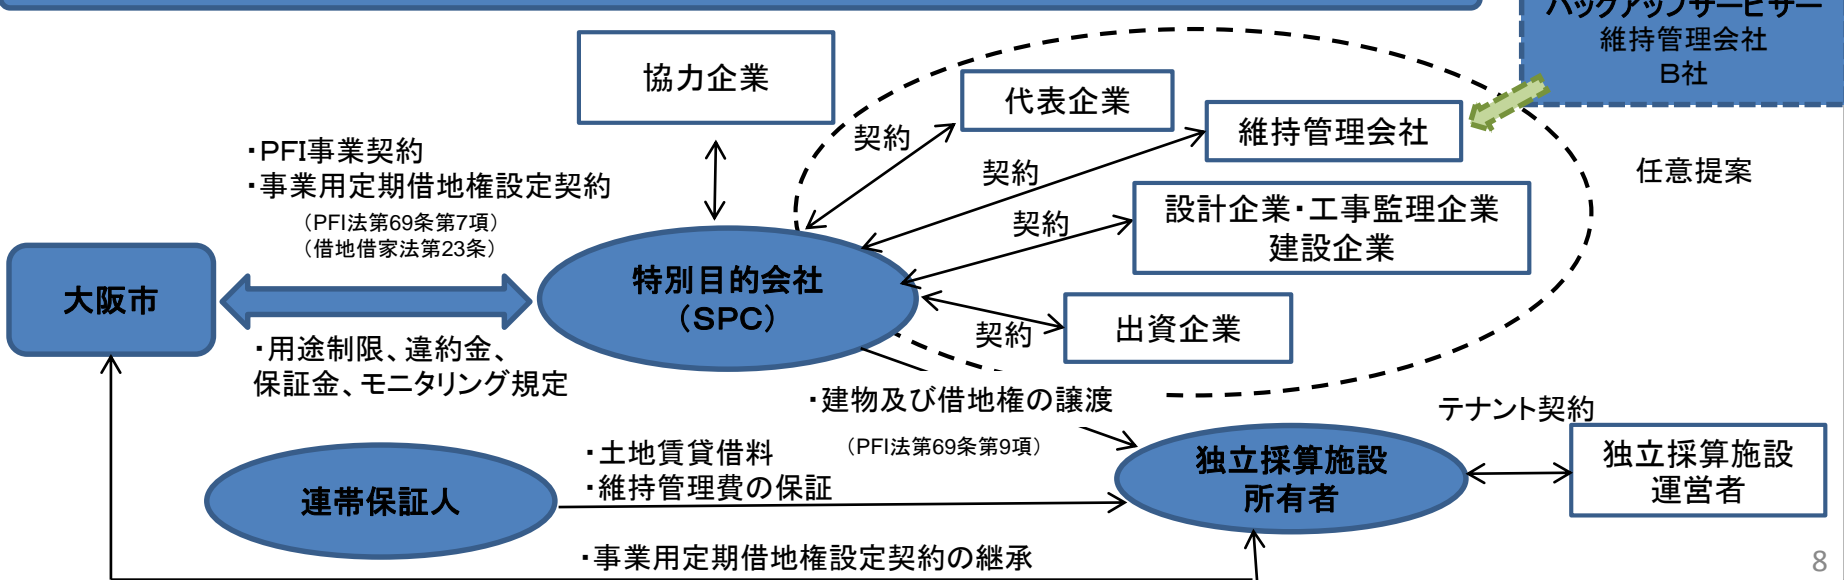 バックアップサービサー
維持管理会社
B社
協力企業
代表企業
契約
維持管理会社
・PFI事業契約
・事業用定期借地権設定契約
（PFI法第69条第7項）
（借地借家法第23条）
契約
任意提案
設計企業・工事監理企業
建設企業
契約
大阪市
特別目的会社
（SPC）
出資企業
契約
・用途制限、違約金、
保証金、モニタリング規定
・建物及び借地権の譲渡
（PFI法第69条第9項）
テナント契約
・土地賃貸借料
・維持管理費の保証
連帯保証人
独立採算施設
所有者
独立採算施設
運営者
・事業用定期借地権設定契約の継承
8